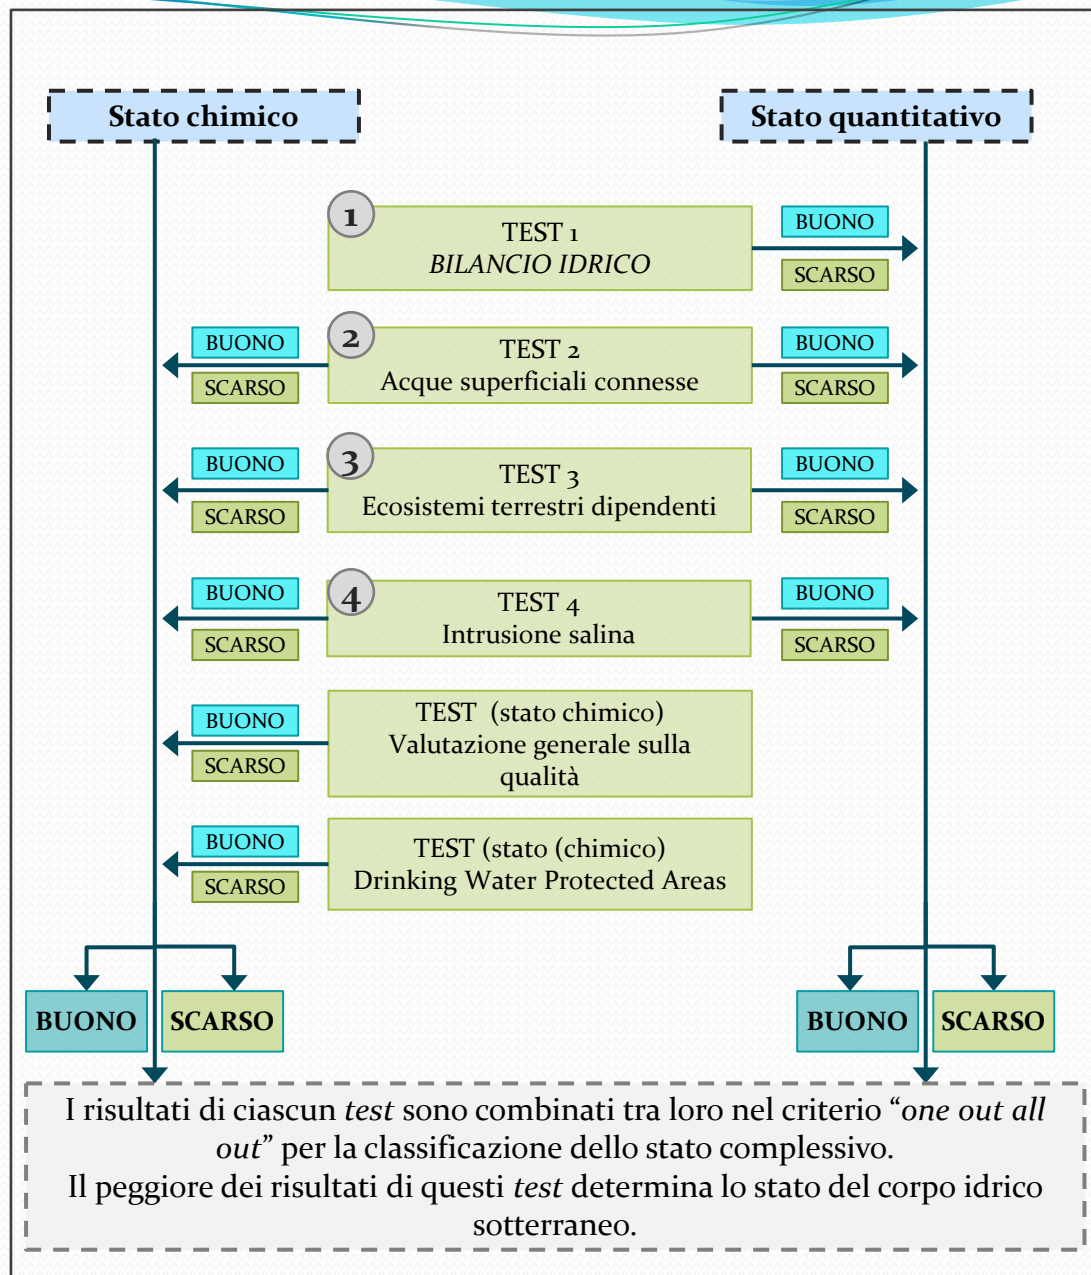 Stato chimico
Stato quantitativo
1
TEST 1
BILANCIO IDRICO
BUONO
SCARSO
BUONO
SCARSO
2
TEST 2
Acque superficiali connesse
BUONO
SCARSO
BUONO
SCARSO
3
TEST 3
Ecosistemi terrestri dipendenti
BUONO
SCARSO
BUONO
SCARSO
4
TEST 4
Intrusione salina
BUONO
SCARSO
BUONO
SCARSO
TEST (stato chimico)
Valutazione generale sulla
qualità
BUONO
SCARSO
TEST (stato (chimico)
Drinking Water Protected Areas
BUONO
SCARSO
BUONO
SCARSO
I risultati di ciascun test sono combinati tra loro nel criterio “one out all
out” per la classificazione dello stato complessivo.
Il peggiore dei risultati di questi test determina lo stato del corpo idrico
sotterraneo.